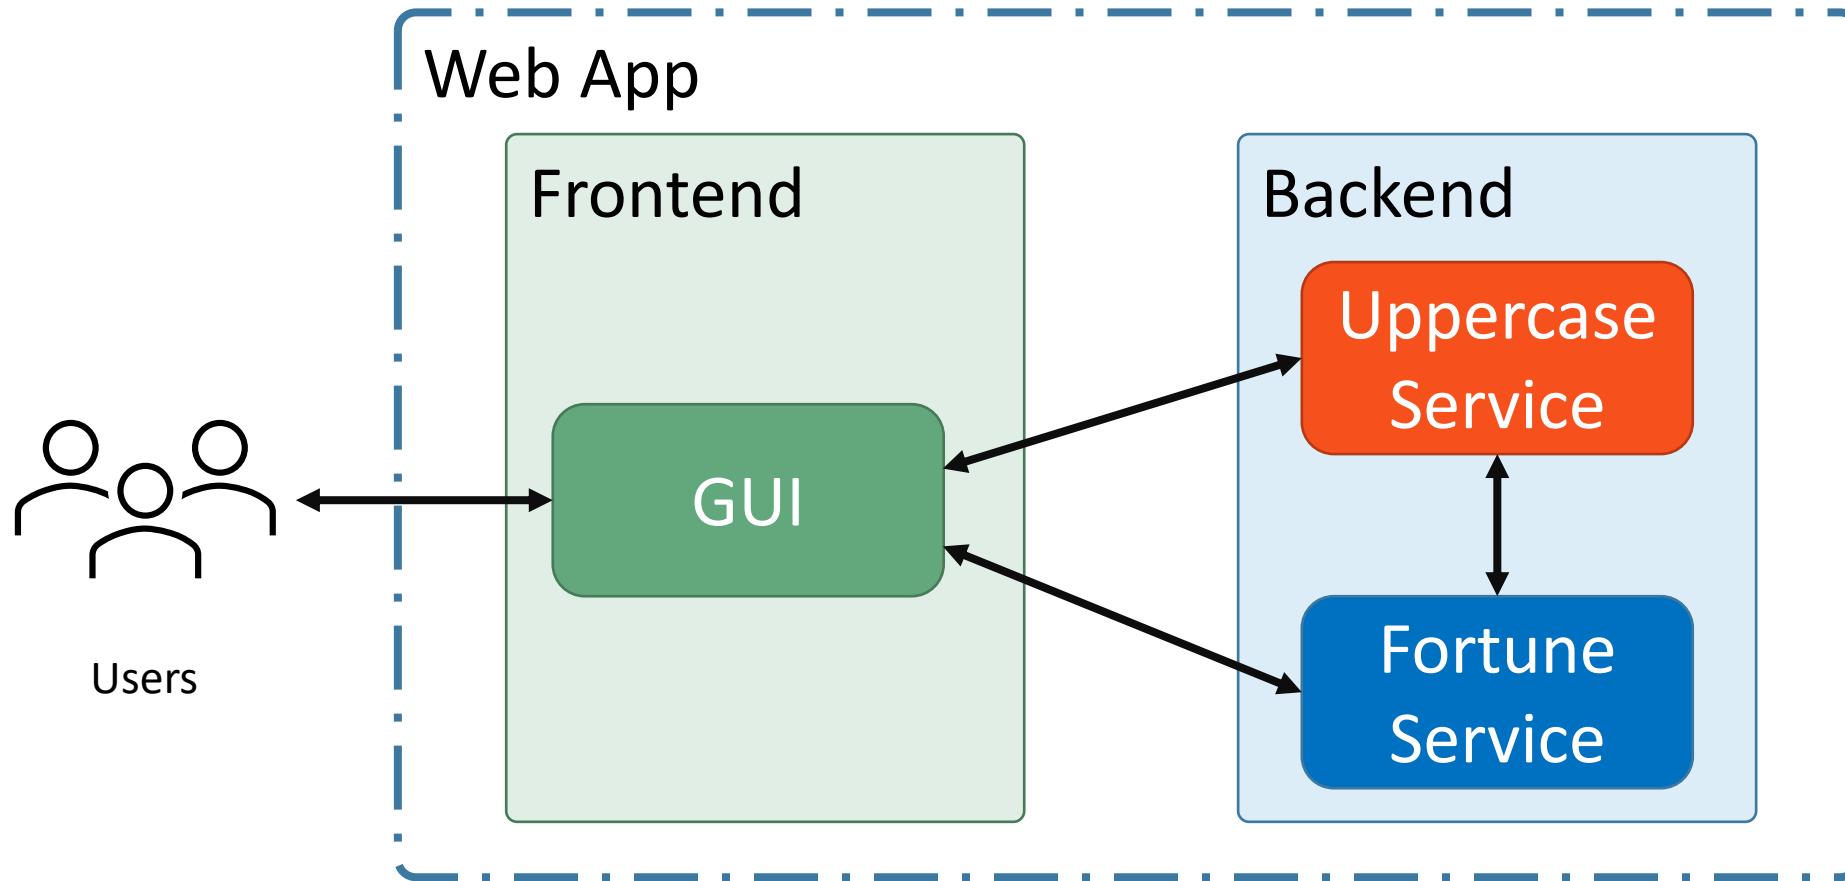 Web App
Frontend
Backend
Uppercase
Service
GUI
Fortune
Service
Users